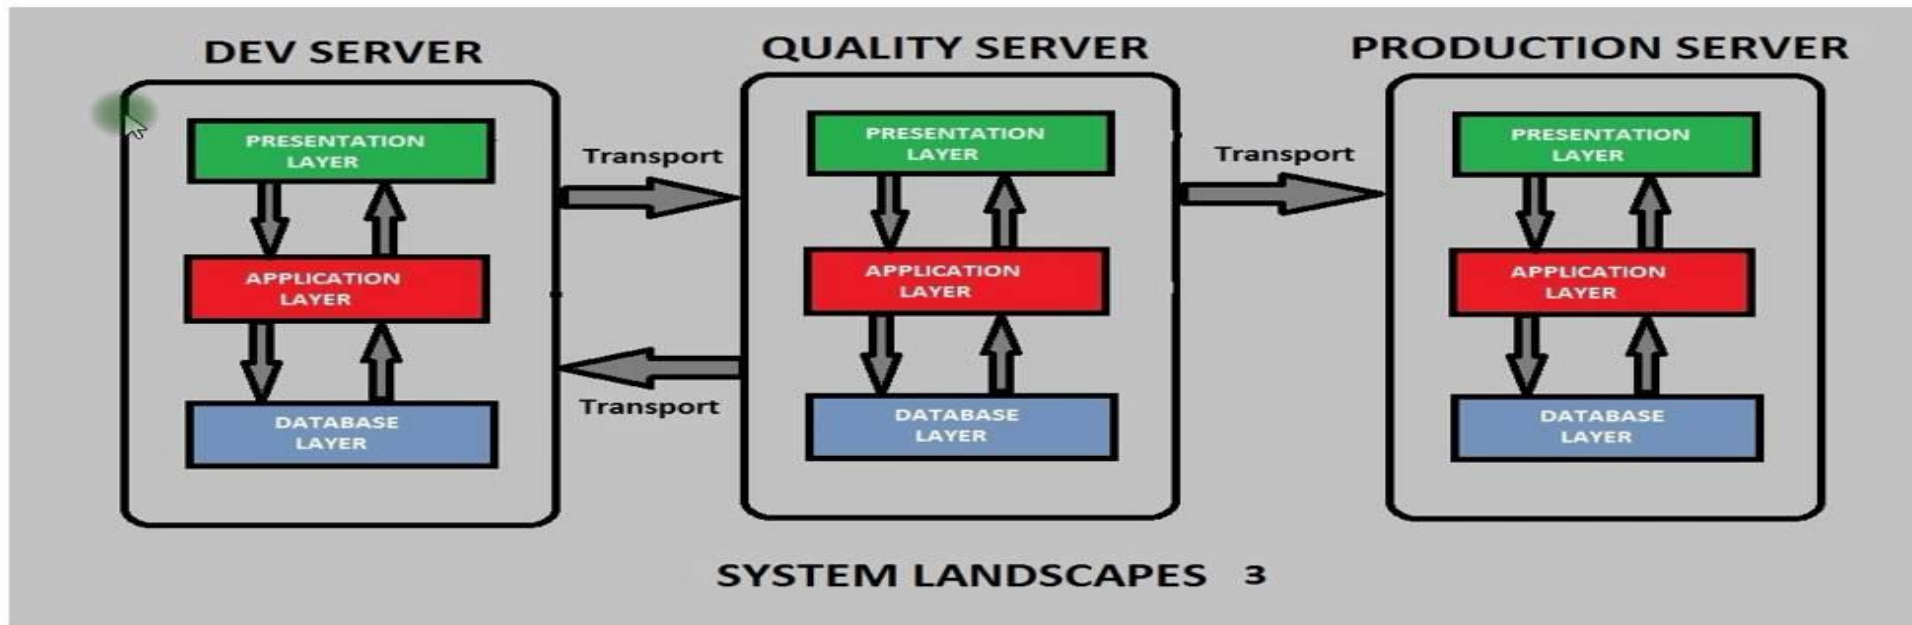 DEV SERVER
QUALITY SERVER
PRODUCTION SERVER
PRESENTATION
LAYER
APPLICATION
LAYER
DATABASE
LAYER
Transport
Transport
PRESENTATION
LAYER
APPLICATION
LAYER
DATABASE
LAYER
Transport
PRESENTATION
LAYER
APPLICATION
LAYER
DATABASE
LAYER
SYSTEM LANDSCAPES 3